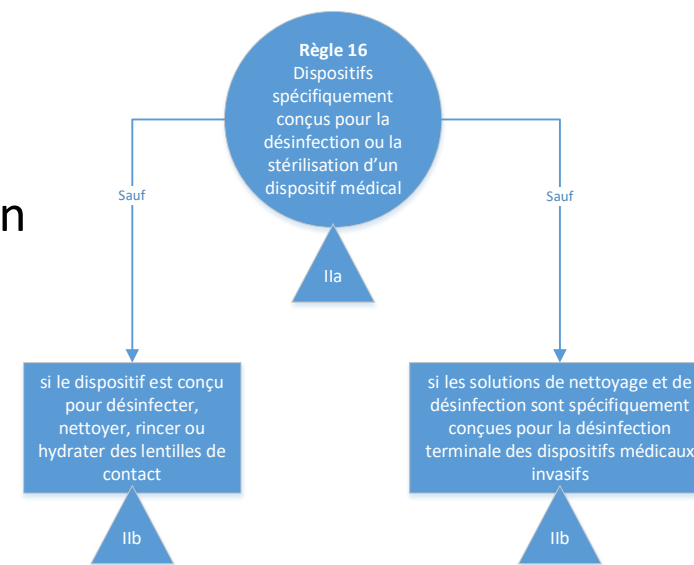 Règle 16
Dispositifs
spécifiquement
conçus pour la
désinfection ou la
stérilisation d’un
dispositif médical
Sauf
Sauf
n
IIa
si le dispositif est conçu
pour désinfecter,
nettoyer, rincer ou
hydrater des lentilles de
contact
si les solutions de nettoyage et de
désinfection sont spécifiquement
conçues pour la désinfection
terminale des dispositifs médicaux
invasifs
IIb
IIb